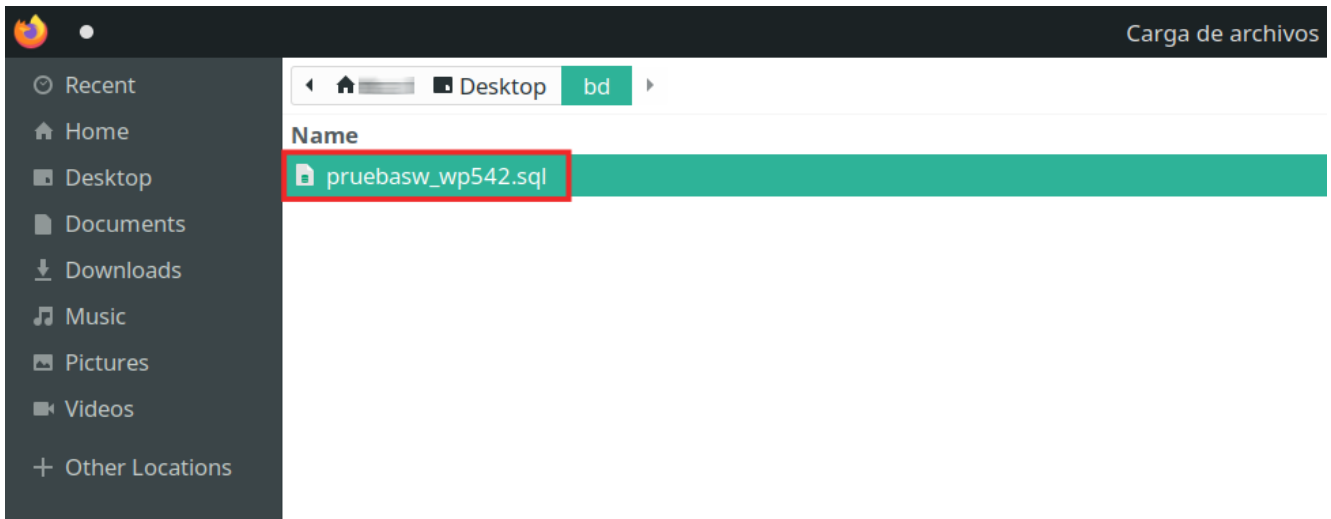 Carga de archivos
Recent
Home
Desktop
Documents
Downloads
Music
Pictures
Videos
Other Locations
Desktop bd
Name
pruebasw_wp542.sql